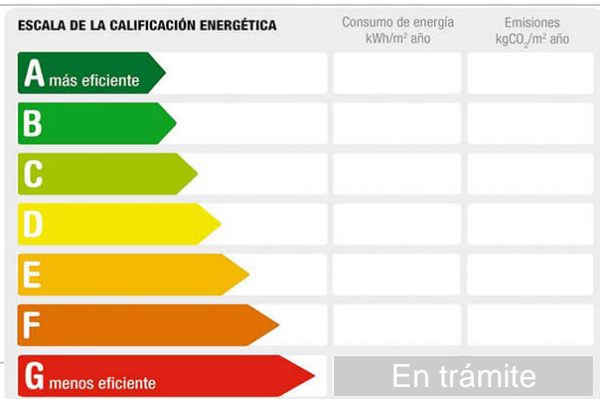 ESCALA DE LA CALIFICACIÓN ENERGÉTICA
Consumo de energía
kWh/m² año
Emisiones
kgCO₂/m² año
A más eficiente
B
C
D
E
F
G menos eficiente
En trámite